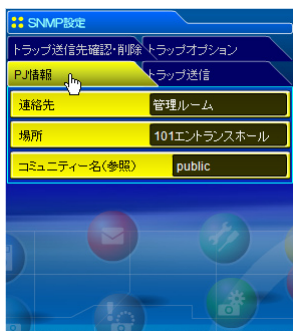 SNMP設定
トラップ送信先確認・削除 トラップオプション
PJ情報 トラップ送信
連絡先 管理ルーム
場所 101エントランスホール
コミュニティー名(参照) public